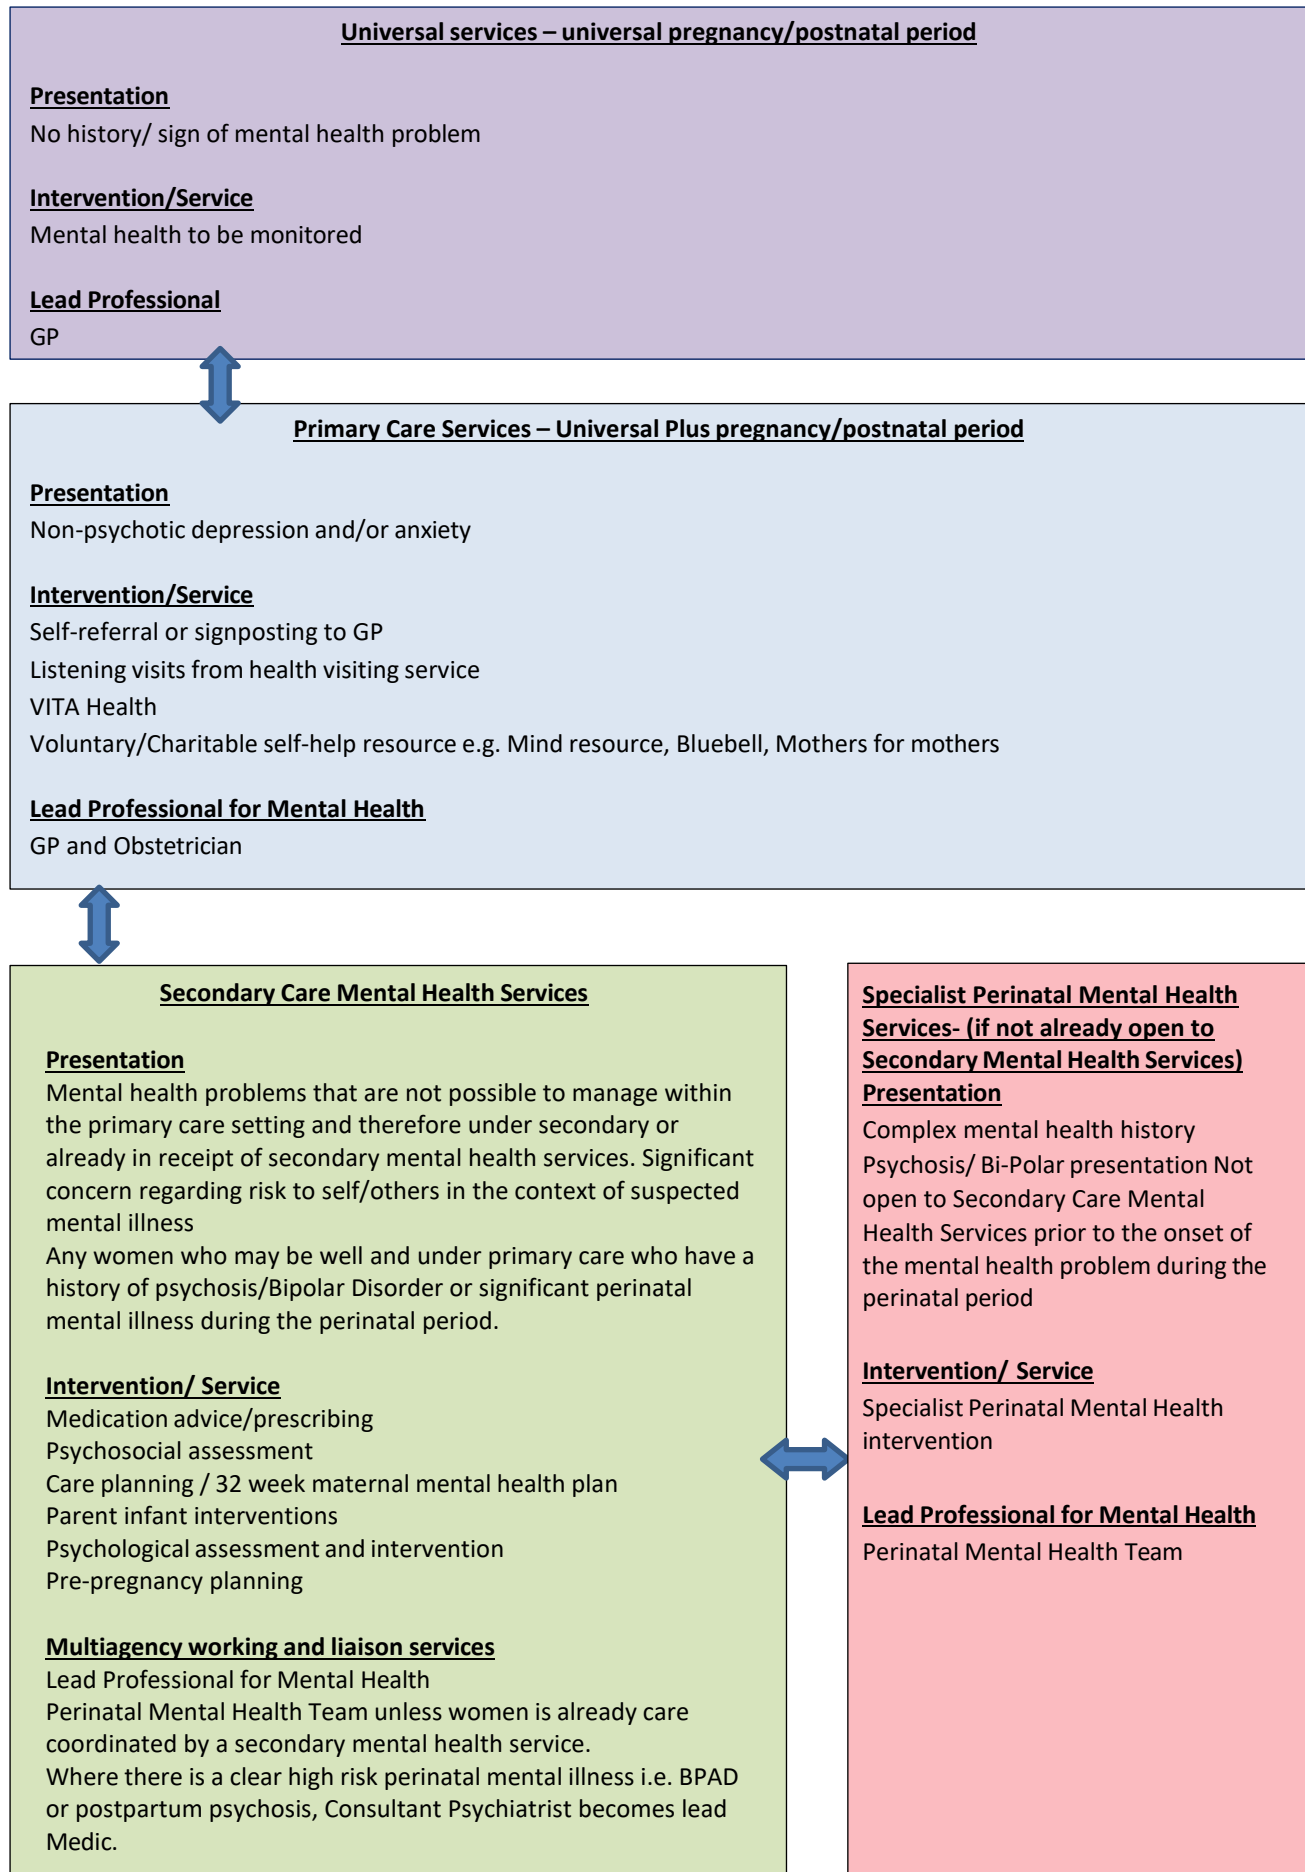 Universal services – universal pregnancy/postnatal period
Presentation
No history/ sign of mental health problem
Intervention/Service
Mental health to be monitored
Lead Professional
GP
Primary Care Services – Universal Plus pregnancy/postnatal period
Presentation
Non-psychotic depression and/or anxiety
Intervention/Service
Self-referral or signposting to GP
Listening visits from health visiting service
VITA Health
Voluntary/Charitable self-help resource e.g. Mind resource, Bluebell, Mothers for mothers
Lead Professional for Mental Health
GP and Obstetrician
Secondary Care Mental Health Services
Presentation
Mental health problems that are not possible to manage within
the primary care setting and therefore under secondary or
already in receipt of secondary mental health services. Significant
concern regarding risk to self/others in the context of suspected
mental illness
Any women who may be well and under primary care who have a
history of psychosis/Bipolar Disorder or significant perinatal
mental illness during the perinatal period.
Intervention/ Service
Medication advice/prescribing
Psychosocial assessment
Care planning / 32 week maternal mental health plan
Parent infant interventions
Psychological assessment and intervention
Pre-pregnancy planning
Multiagency working and liaison services
Lead Professional for Mental Health
Perinatal Mental Health Team unless women is already care
coordinated by a secondary mental health service.
Where there is a clear high risk perinatal mental illness i.e. BPAD
or postpartum psychosis, Consultant Psychiatrist becomes lead
Medic.
Specialist Perinatal Mental Health
Services- (if not already open to
Secondary Mental Health Services)
Presentation
Complex mental health history
Psychosis/ Bi-Polar presentation Not
open to Secondary Care Mental
Health Services prior to the onset of
the mental health problem during the
perinatal period
Intervention/ Service
Specialist Perinatal Mental Health
intervention
Lead Professional for Mental Health
Perinatal Mental Health Team